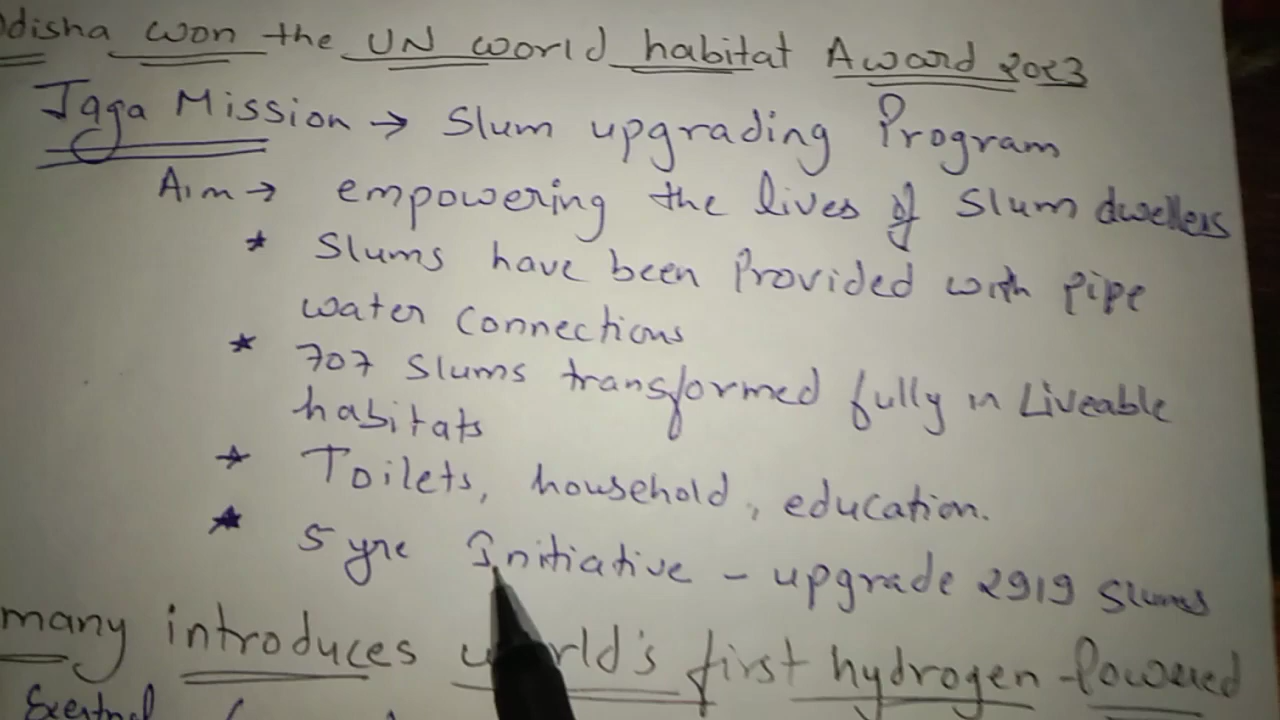 disha won the UN world habitat Award 2023
Jaga Mission → Slum upgrading Program
Aim → empowering the lives of Slum dwellers
* Slums have been Provided with pipe
water connections
* 707 Slums transformed fully in Liveable
habitats
* Toilets, household, education.
* 5 yre Initiative - upgrade 2919 Slums
many introduces world's first hydrogen-Powered